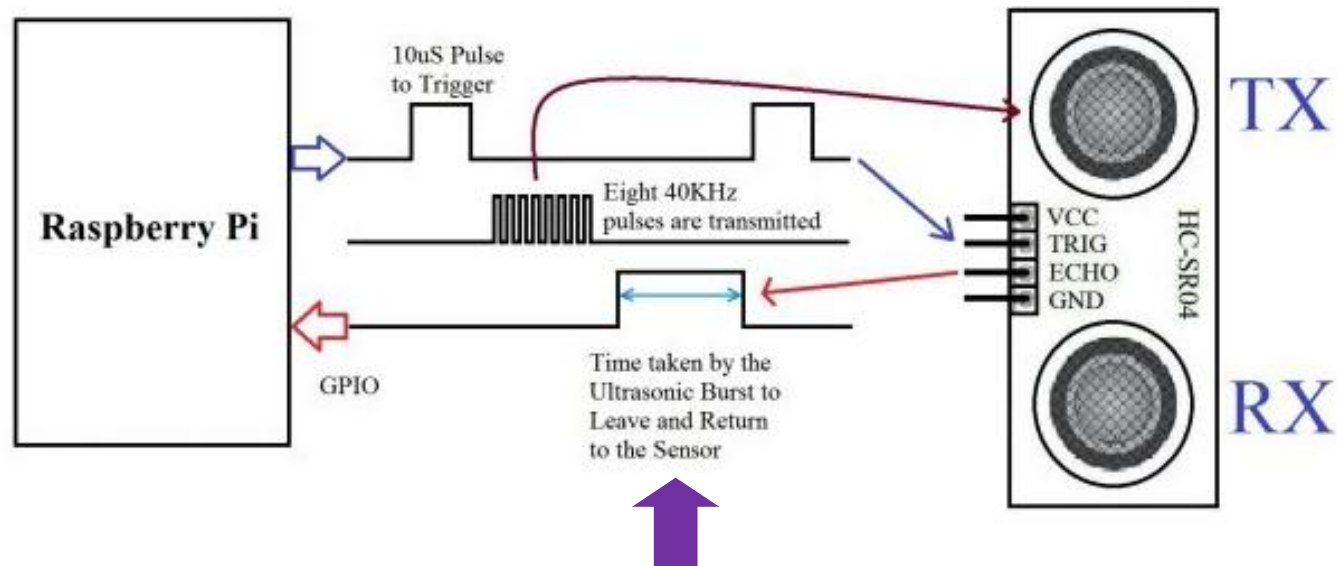 Raspberry Pi
10uS Pulse
to Trigger
Eight 40KHz
pulses are transmitted
GPIO
Time taken by the
Ultrasonic Burst to
Leave and Return
to the Sensor
TX
VCC
TRIG
ECHO
GND
HC-SR04
RX